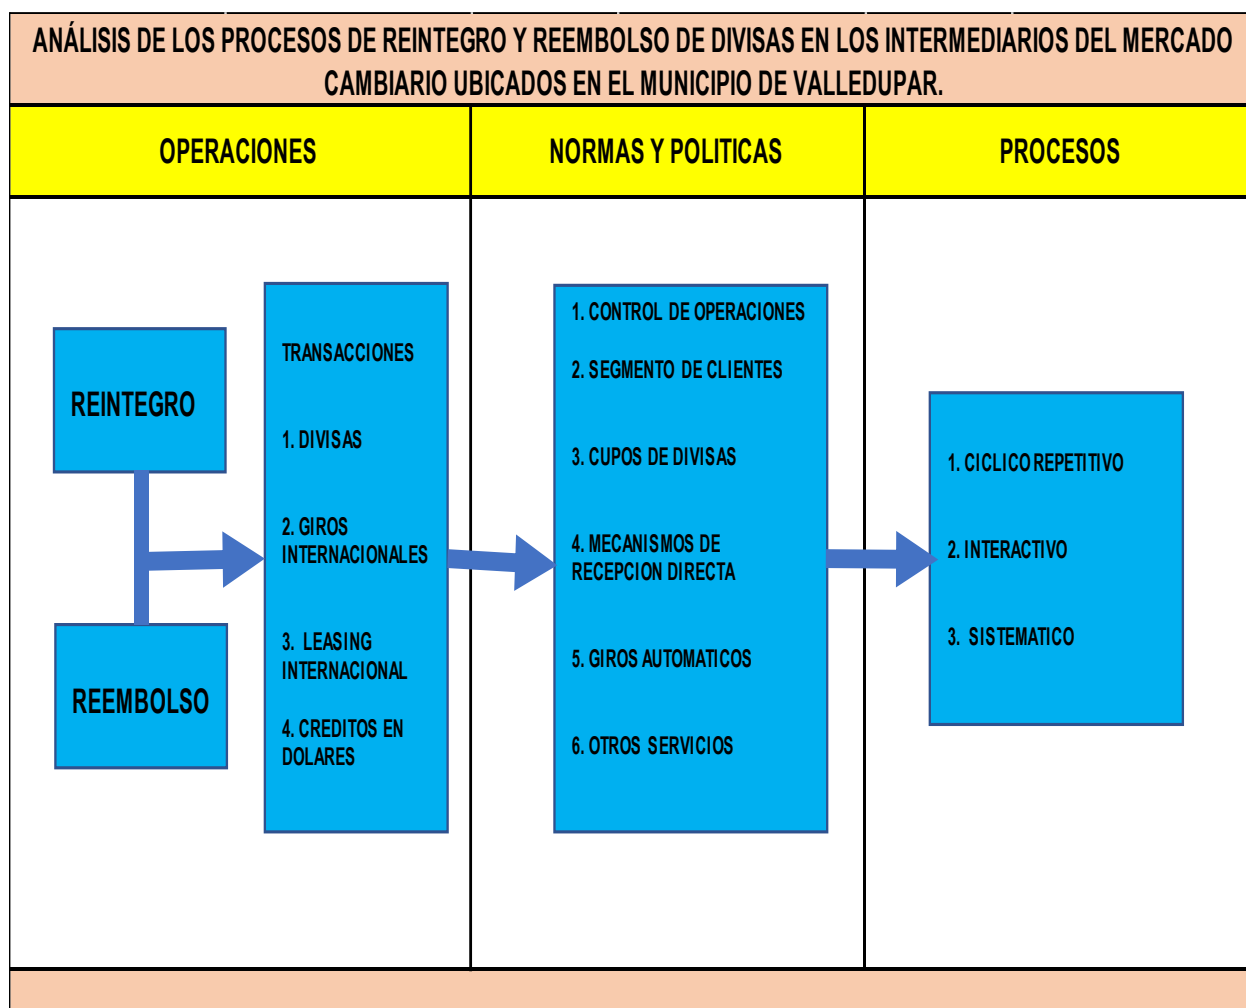 ANÁLISIS DE LOS PROCESOS DE REINTEGRO Y REEMBOLSO DE DIVISAS EN LOS INTERMEDIARIOS DEL MERCADO
CAMBIARIO UBICADOS EN EL MUNICIPIO DE VALLEDUPAR.
OPERACIONES
NORMAS Y POLITICAS
PROCESOS
REINTEGRO
REEMBOLSO
TRANSACCIONES
1. DIVISAS
2. GIROS
INTERNACIONALES
3. LEASING
INTERNACIONAL
4. CREDITOS EN
DOLARES
1. CONTROL DE OPERACIONES
2. SEGMENTO DE CLIENTES
3. CUPOS DE DIVISAS
4. MECANISMOS DE
RECEPCION DIRECTA
5. GIROS AUTOMATICOS
6. OTROS SERVICIOS
1. CICLICO REPETITIVO
2. INTERACTIVO
3. SISTEMATICO